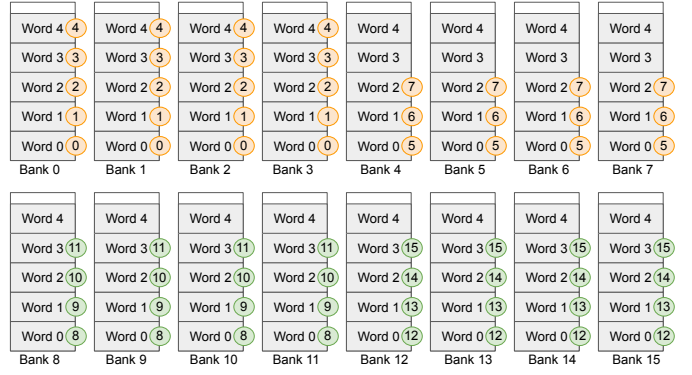 Word 4 4 Word 4 4 Word 4 4 Word 4 4 Word 4 Word 4 Word 4 Word 4
Word 3 3 Word 3 3 Word 3 3 Word 3 3 Word 3 Word 3 Word 3 Word 3
Word 2 2 Word 2 2 Word 2 2 Word 2 2 Word 2 7 Word 2 7 Word 2 7 Word 2 7
Word 1 1 Word 1 1 Word 1 1 Word 1 1 Word 1 6 Word 1 6 Word 1 6 Word 1 6
Word 0 0 Word 0 0 Word 0 0 Word 0 0 Word 0 5 Word 0 5 Word 0 5 Word 0 5
Bank 0 Bank 1 Bank 2 Bank 3 Bank 4 Bank 5 Bank 6 Bank 7
Word 4 Word 4 Word 4 Word 4 Word 4 Word 4 Word 4 Word 4
Word 3 11 Word 3 11 Word 3 11 Word 3 11 Word 3 15 Word 3 15 Word 3 15 Word 3 15
Word 2 10 Word 2 10 Word 2 10 Word 2 10 Word 2 14 Word 2 14 Word 2 14 Word 2 14
Word 1 9 Word 1 9 Word 1 9 Word 1 9 Word 1 13 Word 1 13 Word 1 13 Word 1 13
Word 0 8 Word 0 8 Word 0 8 Word 0 8 Word 0 12 Word 0 12 Word 0 12 Word 0 12
Bank 8 Bank 9 Bank 10 Bank 11 Bank 12 Bank 13 Bank 14 Bank 15